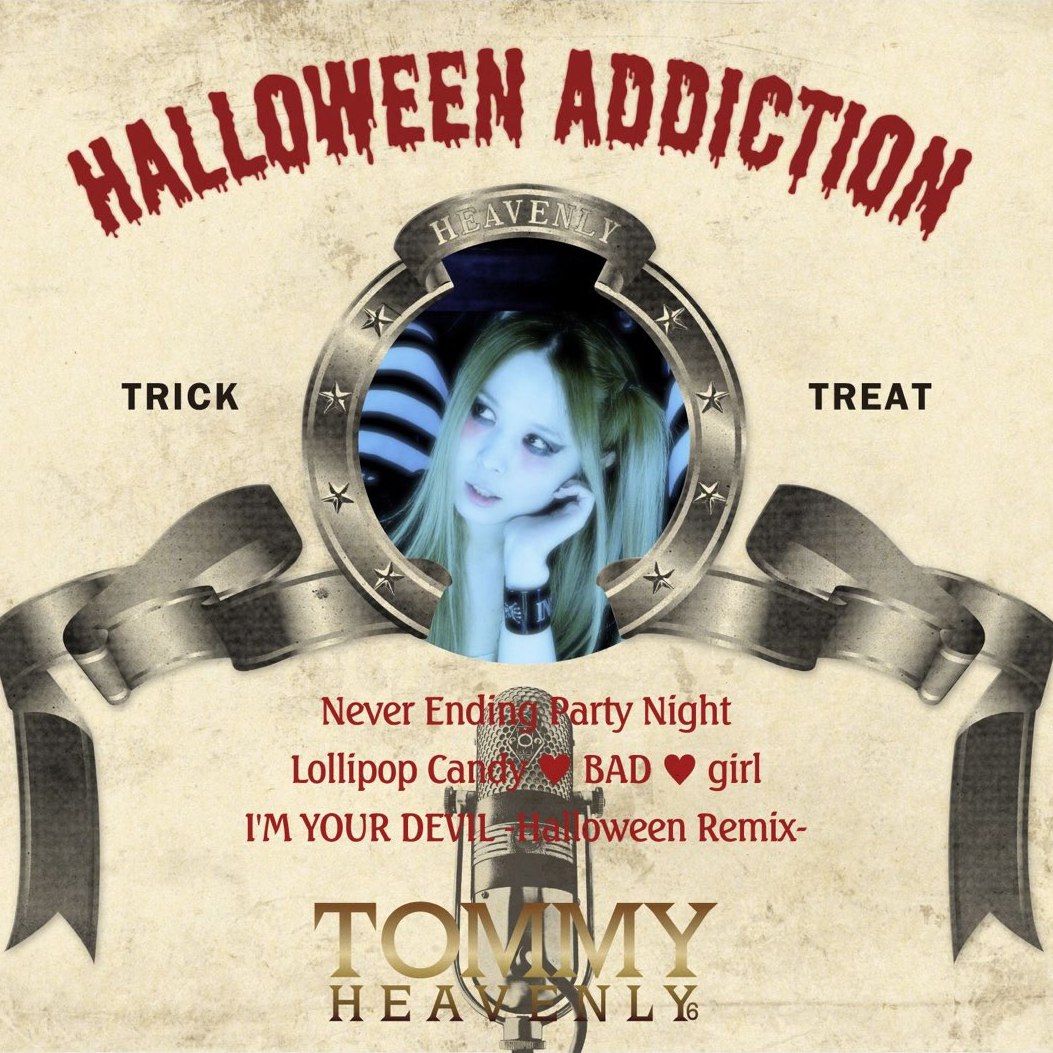 HALLOWEEN ADDICTION
HEAVENLY
TRICK
TREAT
Never Ending Party Night
Lollipop Candy ♥ BAD ♥ girl
I'M YOUR DEVIL -Halloween Remix-
TOMMY
HEAVENLY6